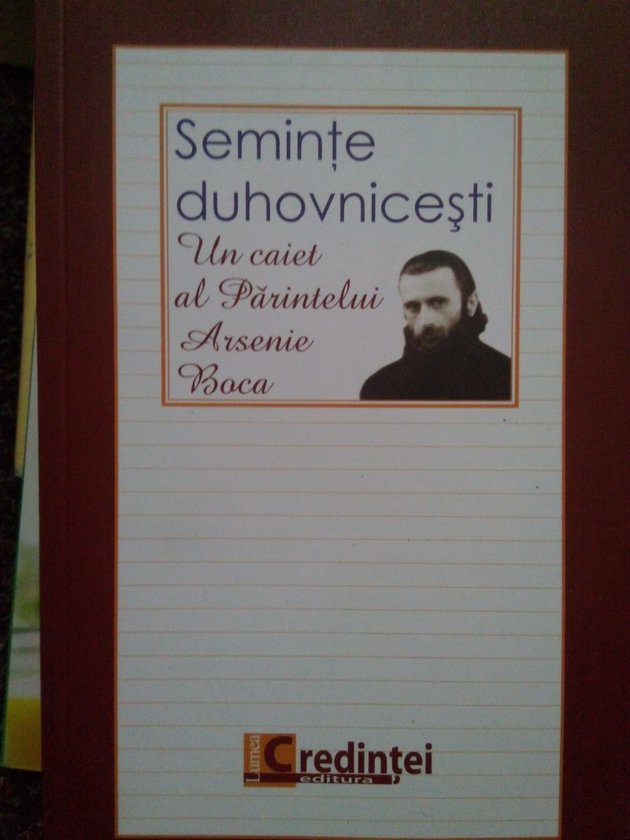 Semințe
duhovnicești
Un caiet
al Părintelui
Arsenie
Boca
Lumea
Credinței
editura